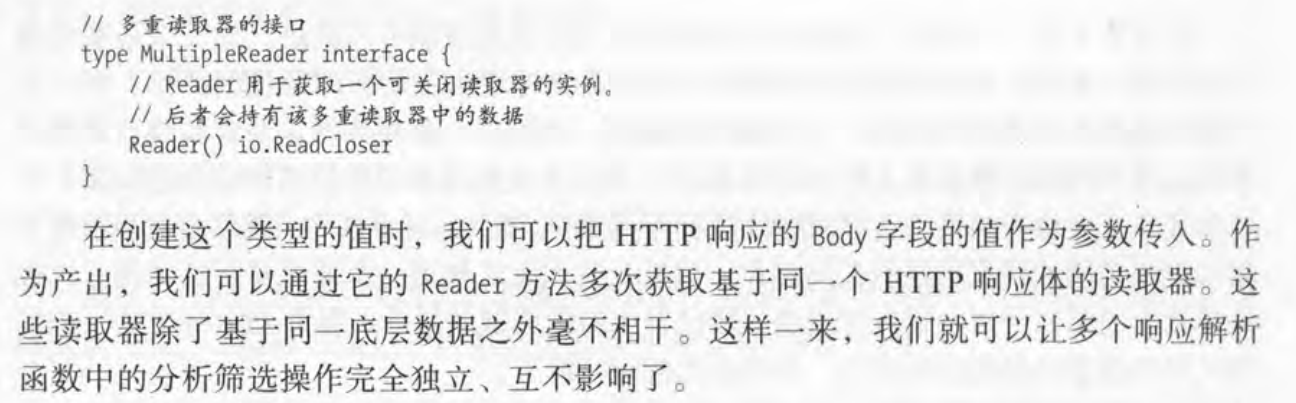 // 多重读取器的接口
type MultipleReader interface {
// Reader 用于获取一个可关闭读取器的实例。
// 后者会持有该多重读取器中的数据
Reader() io.ReadCloser
}
在创建这个类型的值时，我们可以把 HTTP 响应的 Body 字段的值作为参数传入。作
为产出，我们可以通过它的 Reader 方法多次获取基于同一个 HTTP 响应体的读取器。这
些读取器除了基于同一底层数据之外毫不相干。这样一来，我们就可以让多个响应解析
函数中的分析筛选操作完全独立、互不影响了。